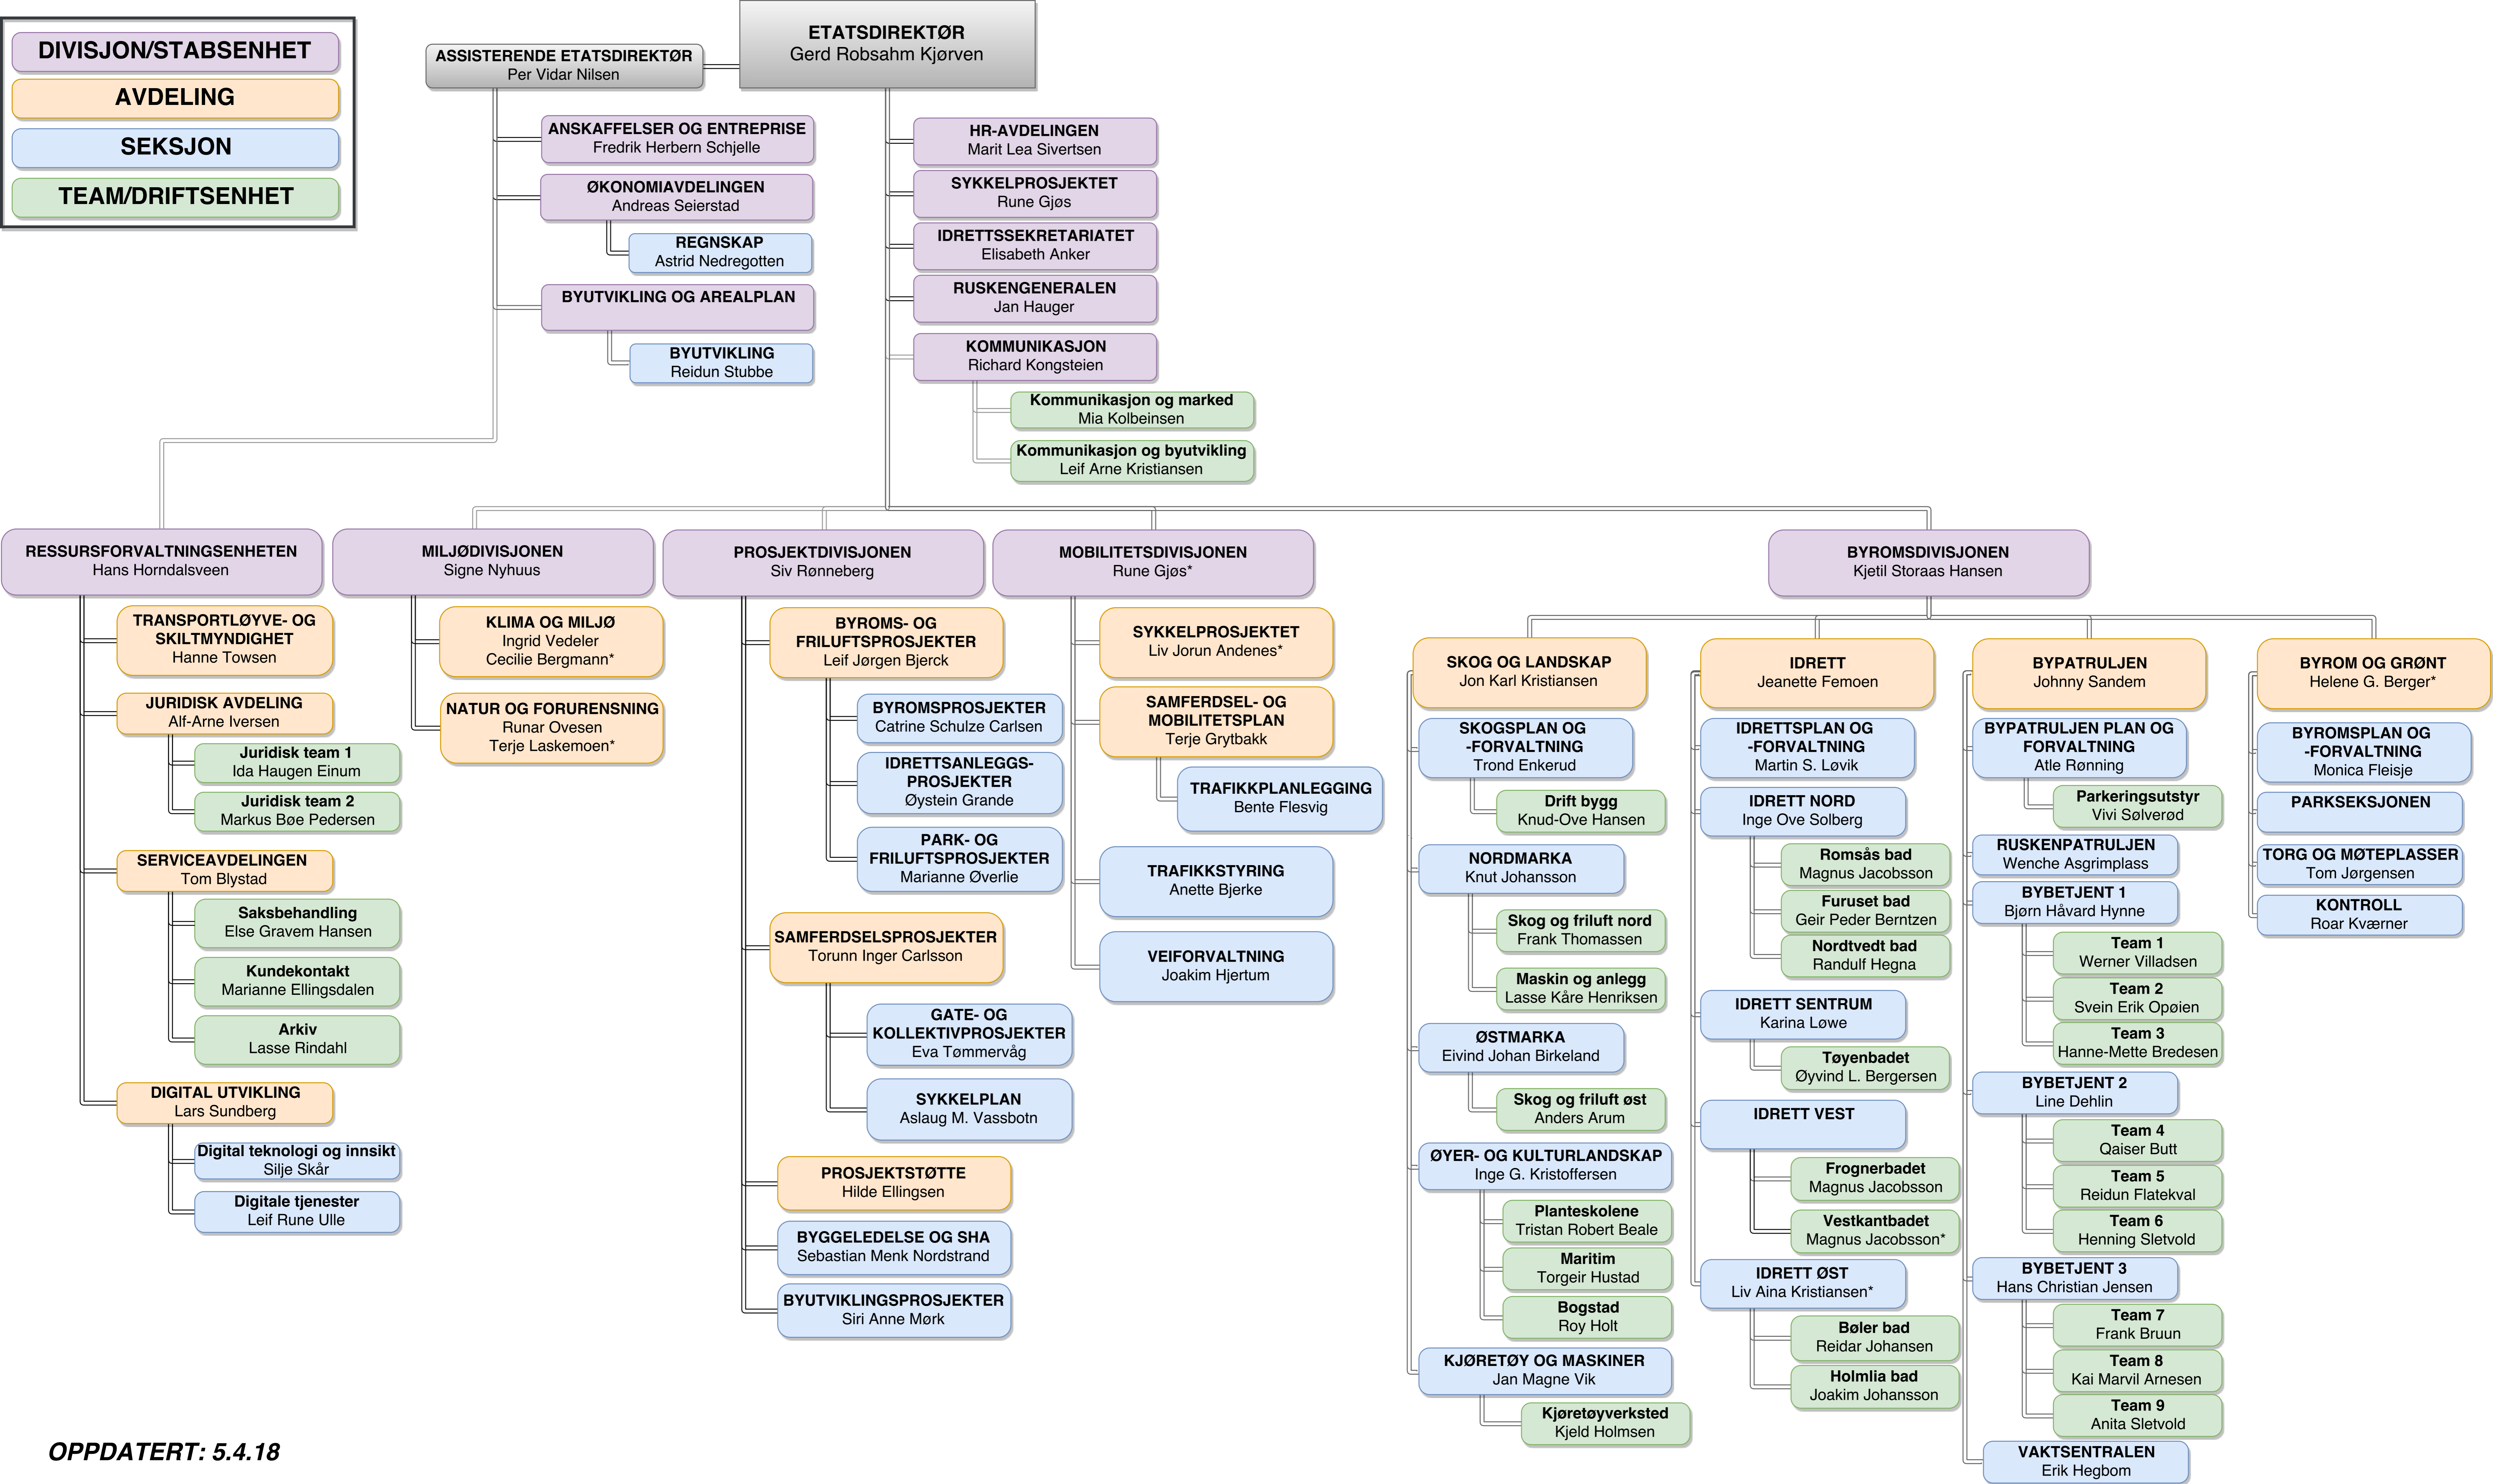 DIVISJON/STABSENHET
AVDELING
SEKSJON
TEAM/DRIFTSENHET
ETATSDIREKTØR
Gerd Robsahm Kjørven
ASSISTERENDE ETATSDIREKTØR
Per Vidar Nilsen
ANSKAFFELSER OG ENTREPRISE
Fredrik Herbern Schjelle
ØKONOMIAVDELINGEN
Andreas Seierstad
REGNSKAP
Astrid Nedregotten
BYUTVIKLING OG AREALPLAN
BYUTVIKLING
Reidun Stubbe
HR-AVDELINGEN
Marit Lea Sivertsen
SYKKELPROSJEKTET
Rune Gjøs
IDRETTSSEKRETARIATET
Elisabeth Anker
RUSKENGENERALEN
Jan Hauger
KOMMUNIKASJON
Richard Kongsteien
Kommunikasjon og marked
Mia Kolbeinsen
Kommunikasjon og byutvikling
Leif Arne Kristiansen
RESSURSFORVALTNINGSENHETEN
Hans Horndalsveen
TRANSPORTLØYVE- OG
SKILTMYNDIGHET
Hanne Towsen
JURIDISK AVDELING
Alf-Arne Iversen
Juridisk team 1
Ida Haugen Einum
Juridisk team 2
Markus Bøe Pedersen
SERVICEAVDELINGEN
Tom Blystad
Saksbehandling
Else Gravem Hansen
Kundekontakt
Marianne Ellingsdalen
Arkiv
Lasse Rindahl
DIGITAL UTVIKLING
Lars Sundberg
Digital teknologi og innsikt
Silje Skår
Digitale tjenester
Leif Rune Ulle
MILJØDIVISJONEN
Signe Nyhuus
KLIMA OG MILJØ
Ingrid Vedeler
Cecilie Bergmann*
NATUR OG FORURENSNING
Runar Ovesen
Terje Laskemoen*
PROSJEKTDIVISJONEN
Siv Rønneberg
BYROMS- OG
FRILUFTSPROSJEKTER
Leif Jørgen Bjerck
BYROMSPROSJEKTER
Catrine Schulze Carlsen
IDRETTSANLEGGS-
PROSJEKTER
Øystein Grande
PARK- OG
FRILUFTSPROSJEKTER
Marianne Øverlie
SAMFERDSELSPROSJEKTER
Torunn Inger Carlsson
GATE- OG
KOLLEKTIVPROSJEKTER
Eva Tømmervåg
SYKKELPLAN
Aslaug M. Vassbotn
PROSJEKTSTØTTE
Hilde Ellingsen
BYGGELEDELSE OG SHA
Sebastian Menk Nordstrand
BYUTVIKLINGSPROSJEKTER
Siri Anne Mørk
MOBILITETSDIVISJONEN
Rune Gjøs*
SYKKELPROSJEKTET
Liv Jorun Andenes*
SAMFERDSEL- OG
MOBILITETSPLAN
Terje Grytbakk
TRAFIKKPLANLEGGING
Bente Flesvig
TRAFIKKSTYRING
Anette Bjerke
VEIFORVALTNING
Joakim Hjertum
BYROMSDIVISJONEN
Kjetil Storaas Hansen
SKOG OG LANDSKAP
Jon Karl Kristiansen
SKOGSPLAN OG
-FORVALTNING
Trond Enkerud
Drift bygg
Knud-Ove Hansen
NORDMARKA
Knut Johansson
Skog og friluft nord
Frank Thomassen
Maskin og anlegg
Lasse Kåre Henriksen
ØSTMARKA
Eivind Johan Birkeland
Skog og friluft øst
Anders Arum
ØYER- OG KULTURLANDSKAP
Inge G. Kristoffersen
Planteskolene
Tristan Robert Beale
Maritim
Torgeir Hustad
Bogstad
Roy Holt
KJØRETØY OG MASKINER
Jan Magne Vik
Kjøretøyverksted
Kjeld Holmsen
IDRETT
Jeanette Femoen
IDRETTSPLAN OG
-FORVALTNING
Martin S. Løvik
IDRETT NORD
Inge Ove Solberg
Romsås bad
Magnus Jacobsson
Furuset bad
Geir Peder Berntzen
Nordtvedt bad
Randulf Hegna
IDRETT SENTRUM
Karina Løwe
Tøyenbadet
Øyvind L. Bergersen
IDRETT VEST
Frognerbadet
Magnus Jacobsson
Vestkantbadet
Magnus Jacobsson*
IDRETT ØST
Liv Aina Kristiansen*
Bøler bad
Reidar Johansen
Holmlia bad
Joakim Johansson
BYPATRULJEN
Johnny Sandem
BYPATRULJEN PLAN OG
FORVALTNING
Atle Rønning
Parkeringsutstyr
Vivi Sølverød
RUSKENPATRULJEN
Wenche Asgrimplass
BYBETJENT 1
Bjørn Håvard Hynne
Team 1
Werner Villadsen
Team 2
Svein Erik Opøien
Team 3
Hanne-Mette Bredesen
BYBETJENT 2
Line Dehlin
Team 4
Qaiser Butt
Team 5
Reidun Flatekval
Team 6
Henning Sletvold
BYBETJENT 3
Hans Christian Jensen
Team 7
Frank Bruun
Team 8
Kai Marvil Arnesen
Team 9
Anita Sletvold
VAKTSENTRALEN
Erik Hegbom
BYROM OG GRØNT
Helene G. Berger*
BYROMSPLAN OG
-FORVALTNING
Monica Fleisje
PARKSEKSJONEN
TORG OG MØTEPLASSER
Tom Jørgensen
KONTROLL
Roar Kværner
OPPDATERT: 5.4.18